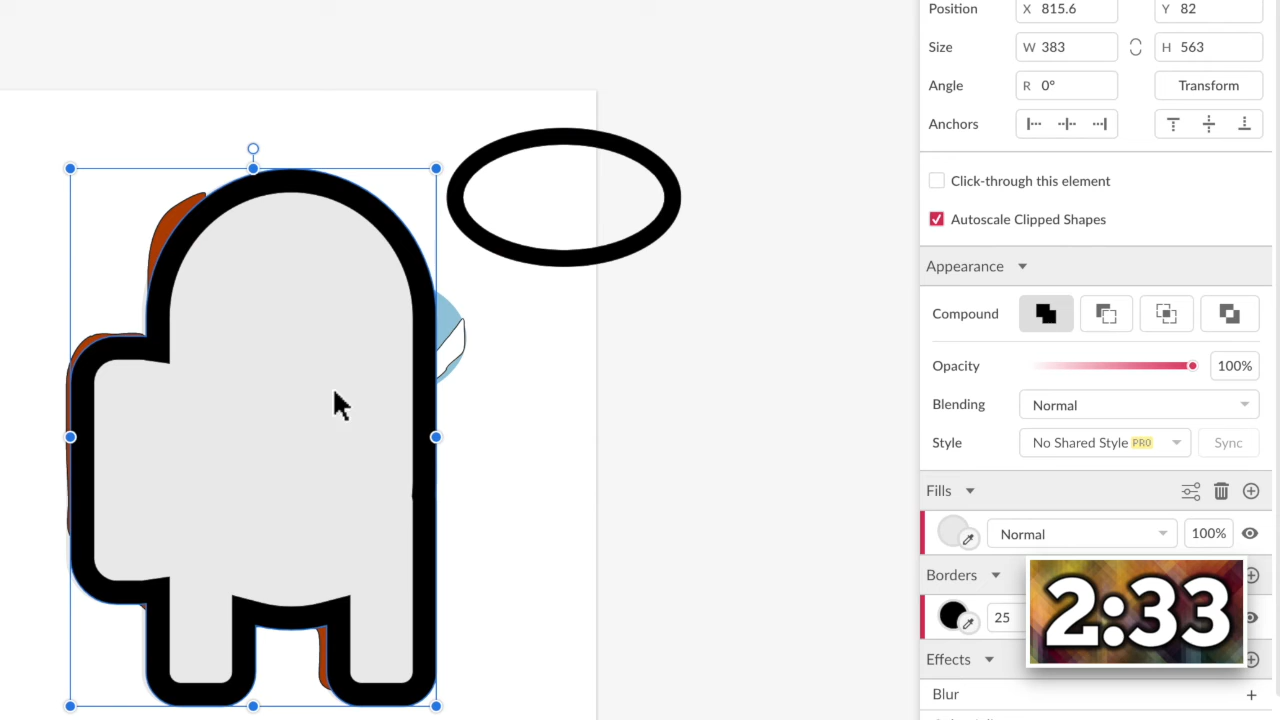 Position X 815.6 Y 82
Size W 383 H 563
Angle R 0° Transform
Anchors
Click-through this element
Autoscale Clipped Shapes
Appearance
Compound
Opacity 100%
Blending Normal
Style No Shared Style PRO Sync
Fills
Normal 100%
Borders
25
2:33
Effects
Blur +